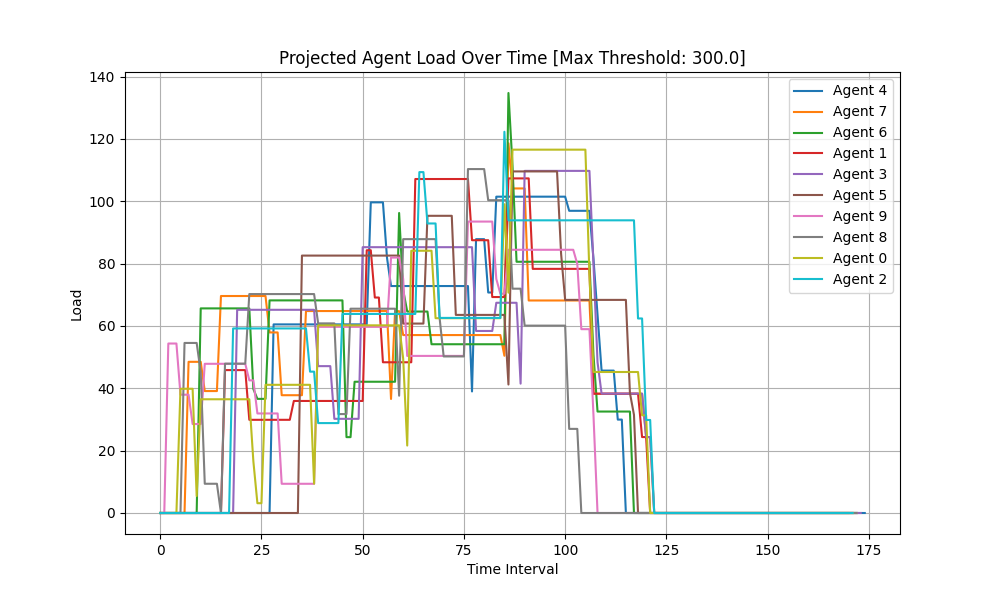 Projected Agent Load Over Time [Max Threshold: 300.0]
Load
140
120
100
80
60
40
20
0
0 25 50 75 100 125 150 175
Time Interval
Agent 4
Agent 7
Agent 6
Agent 1
Agent 3
Agent 5
Agent 9
Agent 8
Agent 0
Agent 2